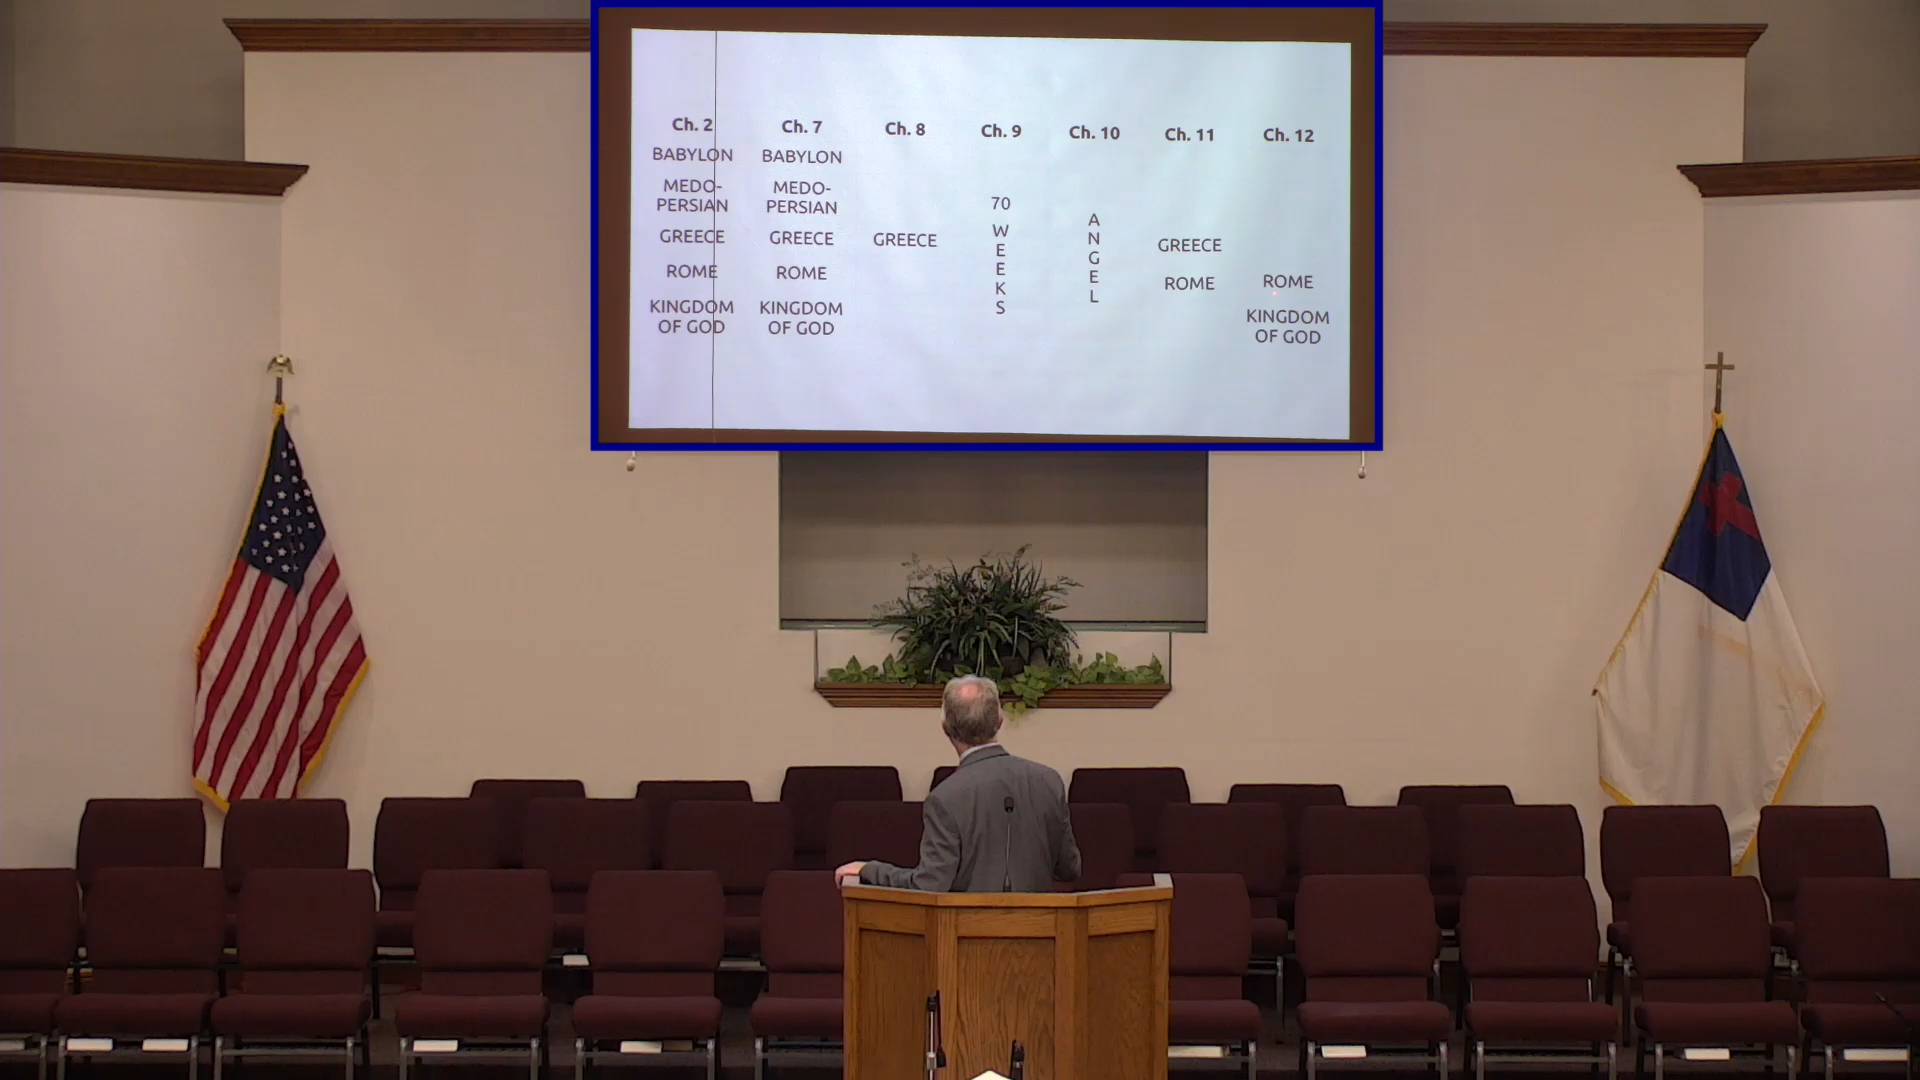 Ch. 2 Ch. 7 Ch. 8 Ch. 9 Ch. 10 Ch. 11 Ch. 12
BABYLON
MEDO-
PERSIAN
GREECE
ROME
KINGDOM
OF GOD
BABYLON
MEDO-
PERSIAN
GREECE
ROME
KINGDOM
OF GOD
GREECE
70
WEEKS
ANGEL
GREECE
ROME
ROME
KINGDOM
OF GOD